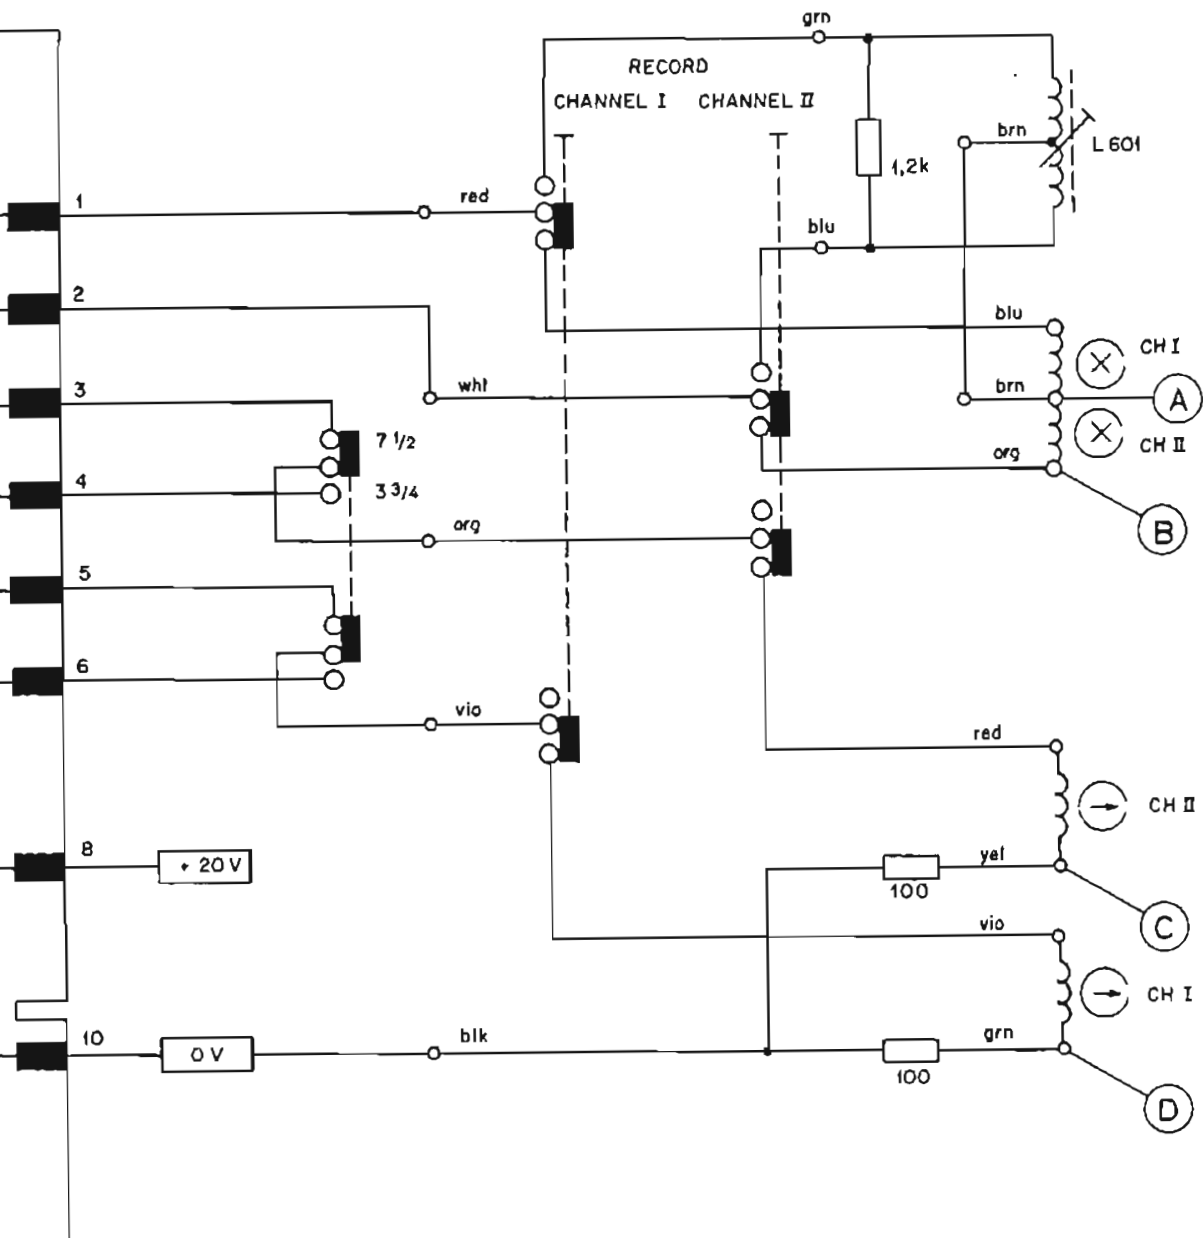 grn
RECORD
CHANNEL I CHANNEL II
brn
L 601
1,2k
1
red
blu
2
blu
CH I
3
wht
brn
A
7 1/2
CH II
org
4
3 3/4
org
B
5
6
vio
red
CH II
8
+ 20 V
yel
100
vio
C
CH I
10
blk
grn
0 V
100
D